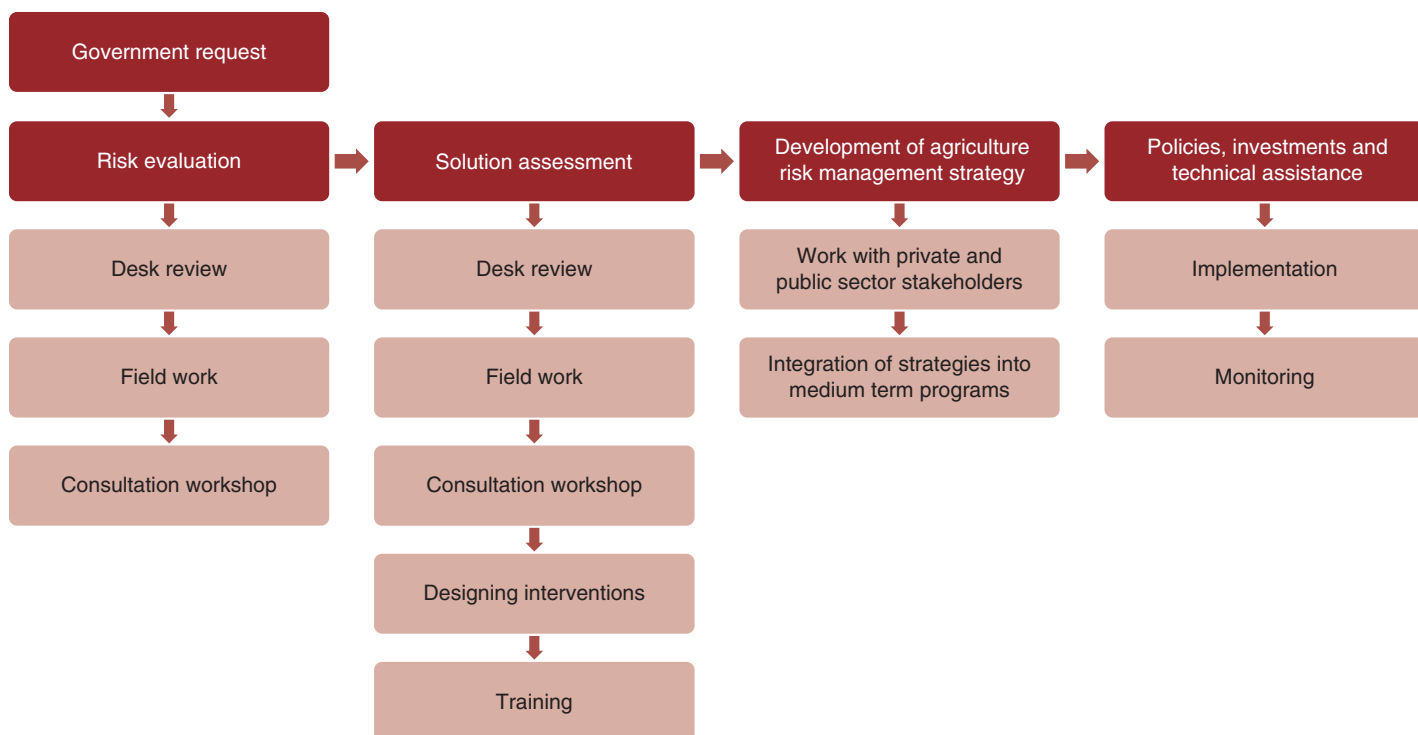 Government request
Risk evaluation
Desk review
Field work
Consultation workshop
Solution assessment
Desk review
Field work
Consultation workshop
Designing interventions
Training
Development of agriculture
risk management strategy
Work with private and
public sector stakeholders
Integration of strategies into
medium term programs
Policies, investments and
technical assistance
Implementation
Monitoring